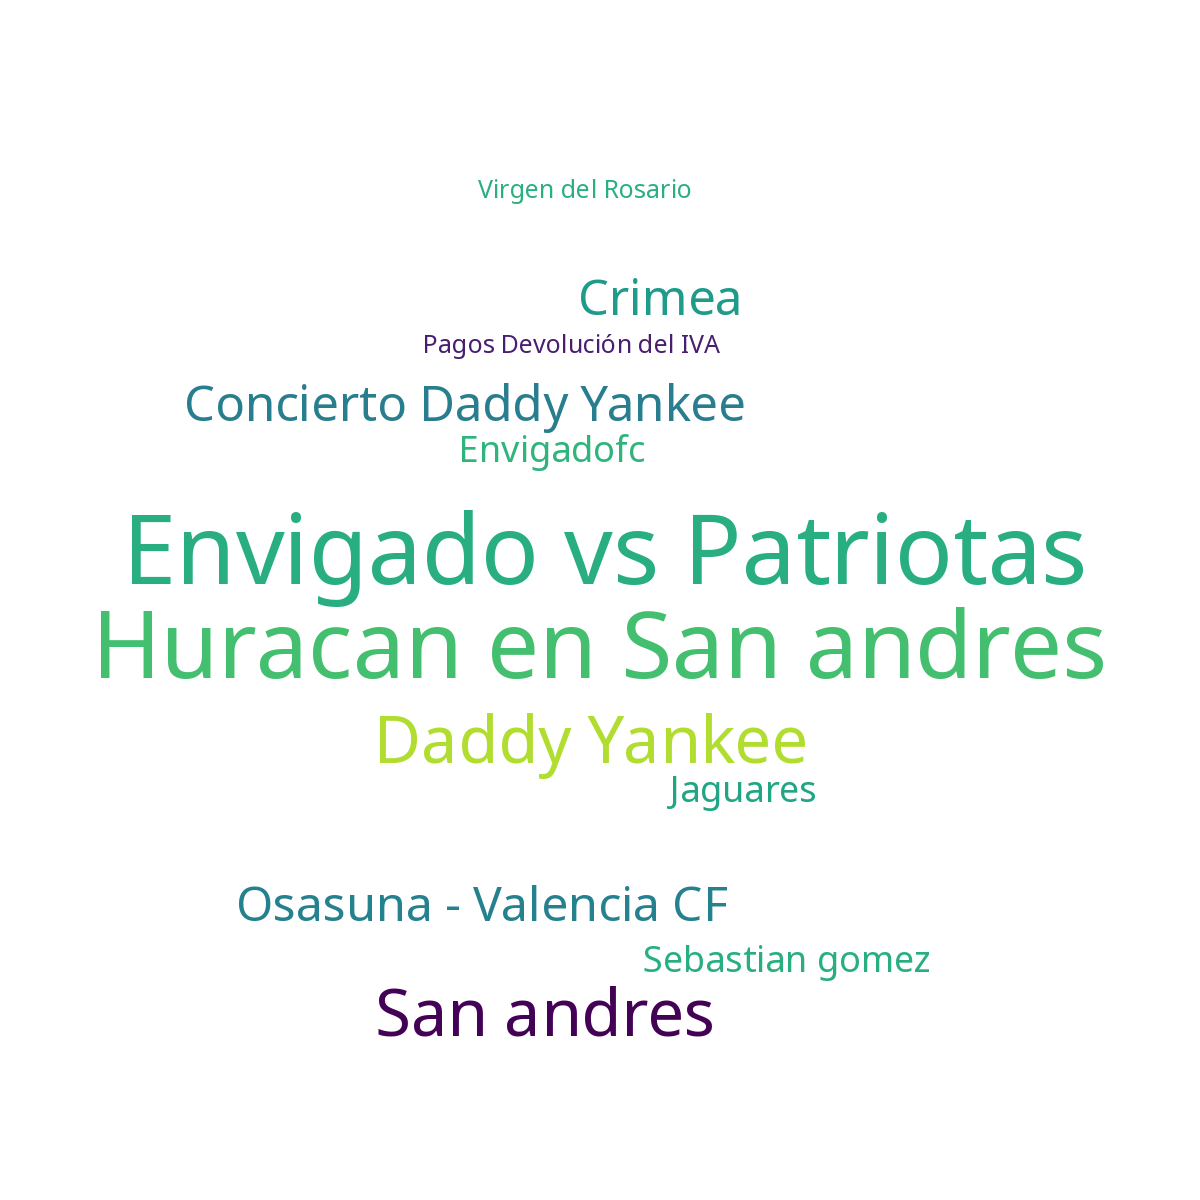 Virgen del Rosario
Crimea
Pagos Devolución del IVA
Concierto Daddy Yankee
Envigadofc
Envigado vs Patriotas
Huracan en San andres
Daddy Yankee
Jaguares
Osasuna - Valencia CF
Sebastian gomez
San andres